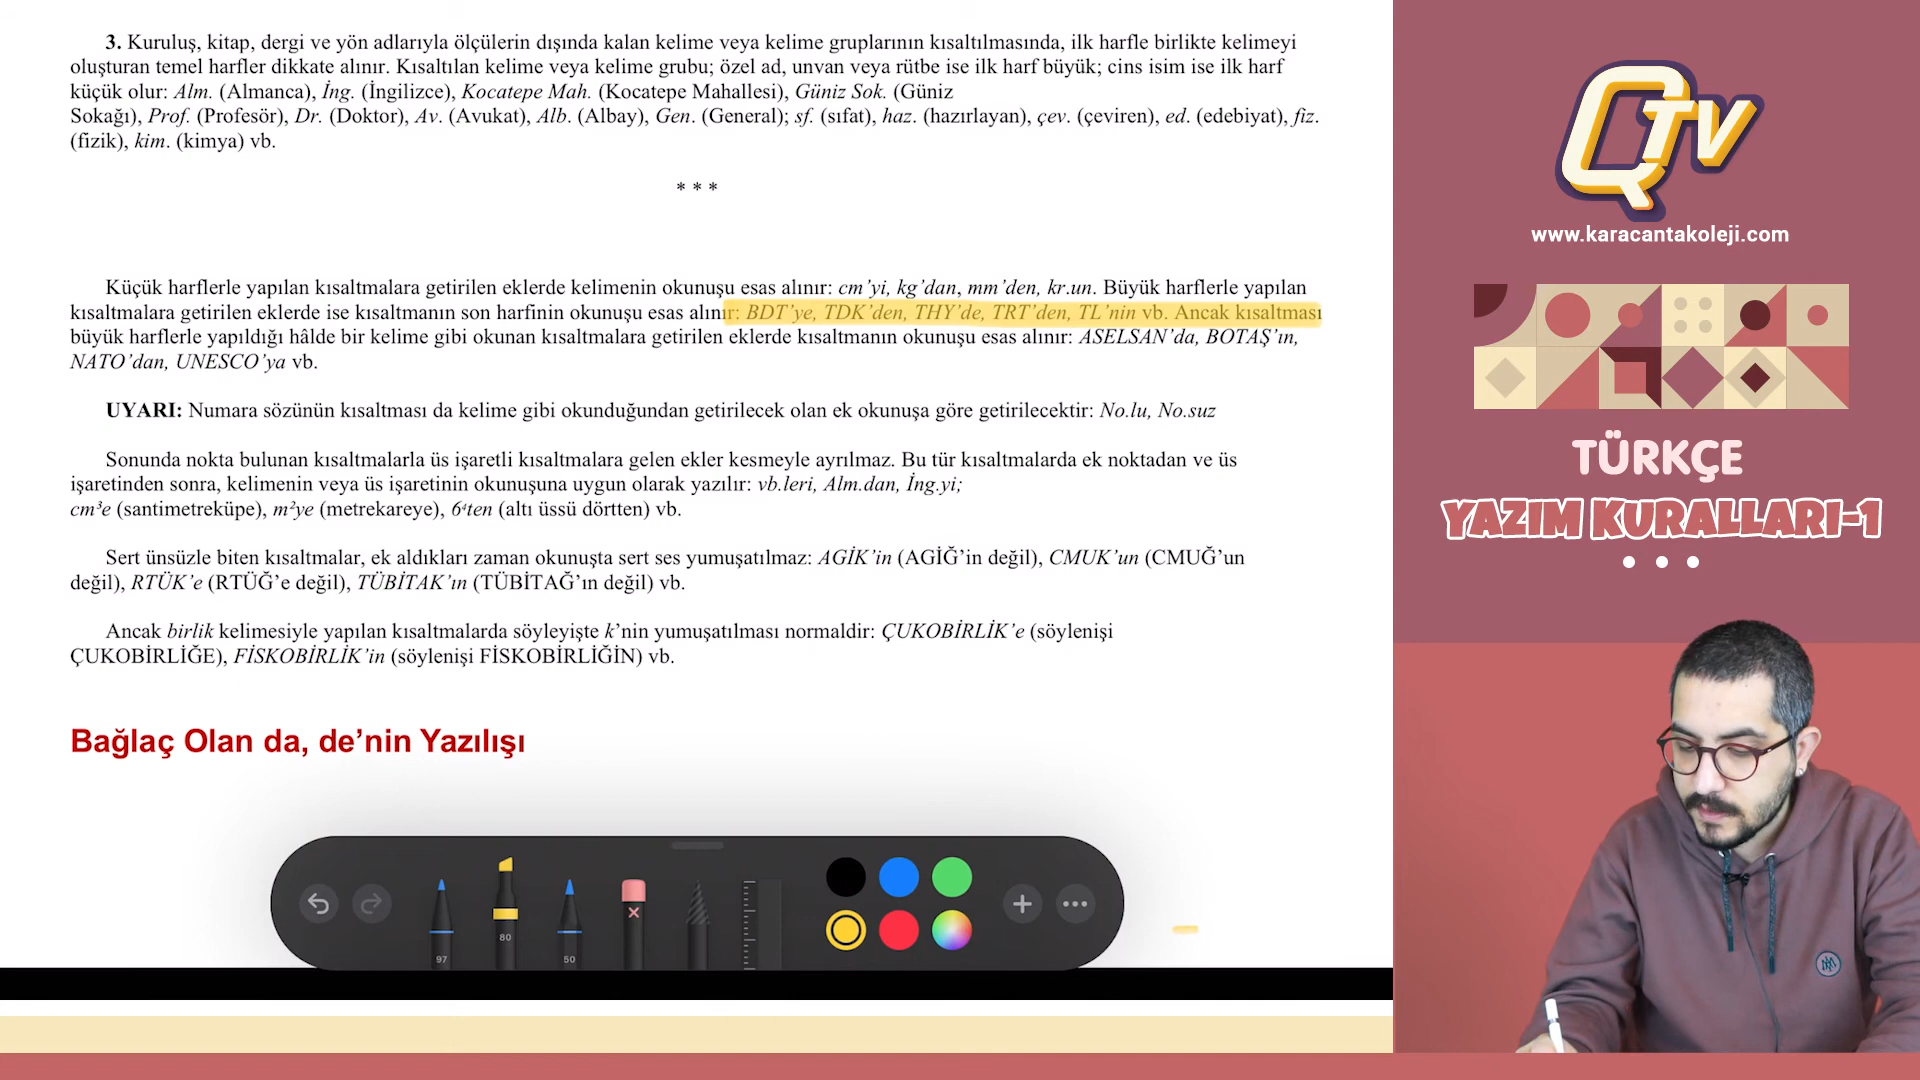 3. Kuruluş, kitap, dergi ve yön adlarıyla ölçülerin dışında kalan kelime veya kelime gruplarının kısaltılmasında, ilk harfle birlikte kelimeyi
oluşturan temel harfler dikkate alınır. Kısaltılan kelime veya kelime grubu; özel ad, unvan veya rütbe ise ilk harf büyük; cins isim ise ilk harf
küçük olur: Alm. (Almanca), İng. (İngilizce), Kocatepe Mah. (Kocatepe Mahallesi), Güniz Sok. (Güniz
Sokağı), Prof. (Profesör), Dr. (Doktor), Av. (Avukat), Alb. (Albay), Gen. (General); sf. (sıfat), haz. (hazırlayan), çev. (çeviren), ed. (edebiyat), fiz.
(fizik), kim. (kimya) vb.
* * *
Küçük harflerle yapılan kısaltmalara getirilen eklerde kelimenin okunuşu esas alınır: cm’yi, kg’dan, mm’den, kr.un. Büyük harflerle yapılan
kısaltmalara getirilen eklerde ise kısaltmanın son harfinin okunuşu esas alınır: BDT’ye, TDK’den, THY’de, TRT’den, TL’nin vb. Ancak kısaltması
büyük harflerle yapıldığı hâlde bir kelime gibi okunan kısaltmalara getirilen eklerde kısaltmanın okunuşu esas alınır: ASELSAN’da, BOTAŞ’ın,
NATO’dan, UNESCO’ya vb.
UYARI: Numara sözünün kısaltması da kelime gibi okunduğundan getirilecek olan ek okunuşa göre getirilecektir: No.lu, No.suz
Sonunda nokta bulunan kısaltmalarla üs işaretli kısaltmalara gelen ekler kesmeyle ayrılmaz. Bu tür kısaltmalarda ek noktadan ve üs
işaretinden sonra, kelimenin veya üs işaretinin okunuşuna uygun olarak yazılır: vb.leri, Alm.dan, İng.yi;
cm³e (santimetreküpe), m²ye (metrekareye), 6⁴ten (altı üssü dörtten) vb.
Sert ünsüzle biten kısaltmalar, ek aldıkları zaman okunuşta sert ses yumuşatılmaz: AGİK’in (AGİĞ’in değil), CMUK’un (CMUĞ’un
değil), RTÜK’e (RTÜĞ’e değil), TÜBİTAK’ın (TÜBİTAĞ’ın değil) vb.
Ancak birlik kelimesiyle yapılan kısaltmalarda söyleyişte k’nin yumuşatılması normaldir: ÇUKOBİRLİK’e (söylenişi
ÇUKOBİRLİĞE), FİSKOBİRLİK’in (söylenişi FİSKOBİRLİĞİN) vb.
Bağlaç Olan da, de’nin Yazılışı
97
80
50
QTV
www.karacantakoleji.com
TÜRKÇE
YAZIM KURALLARI-1